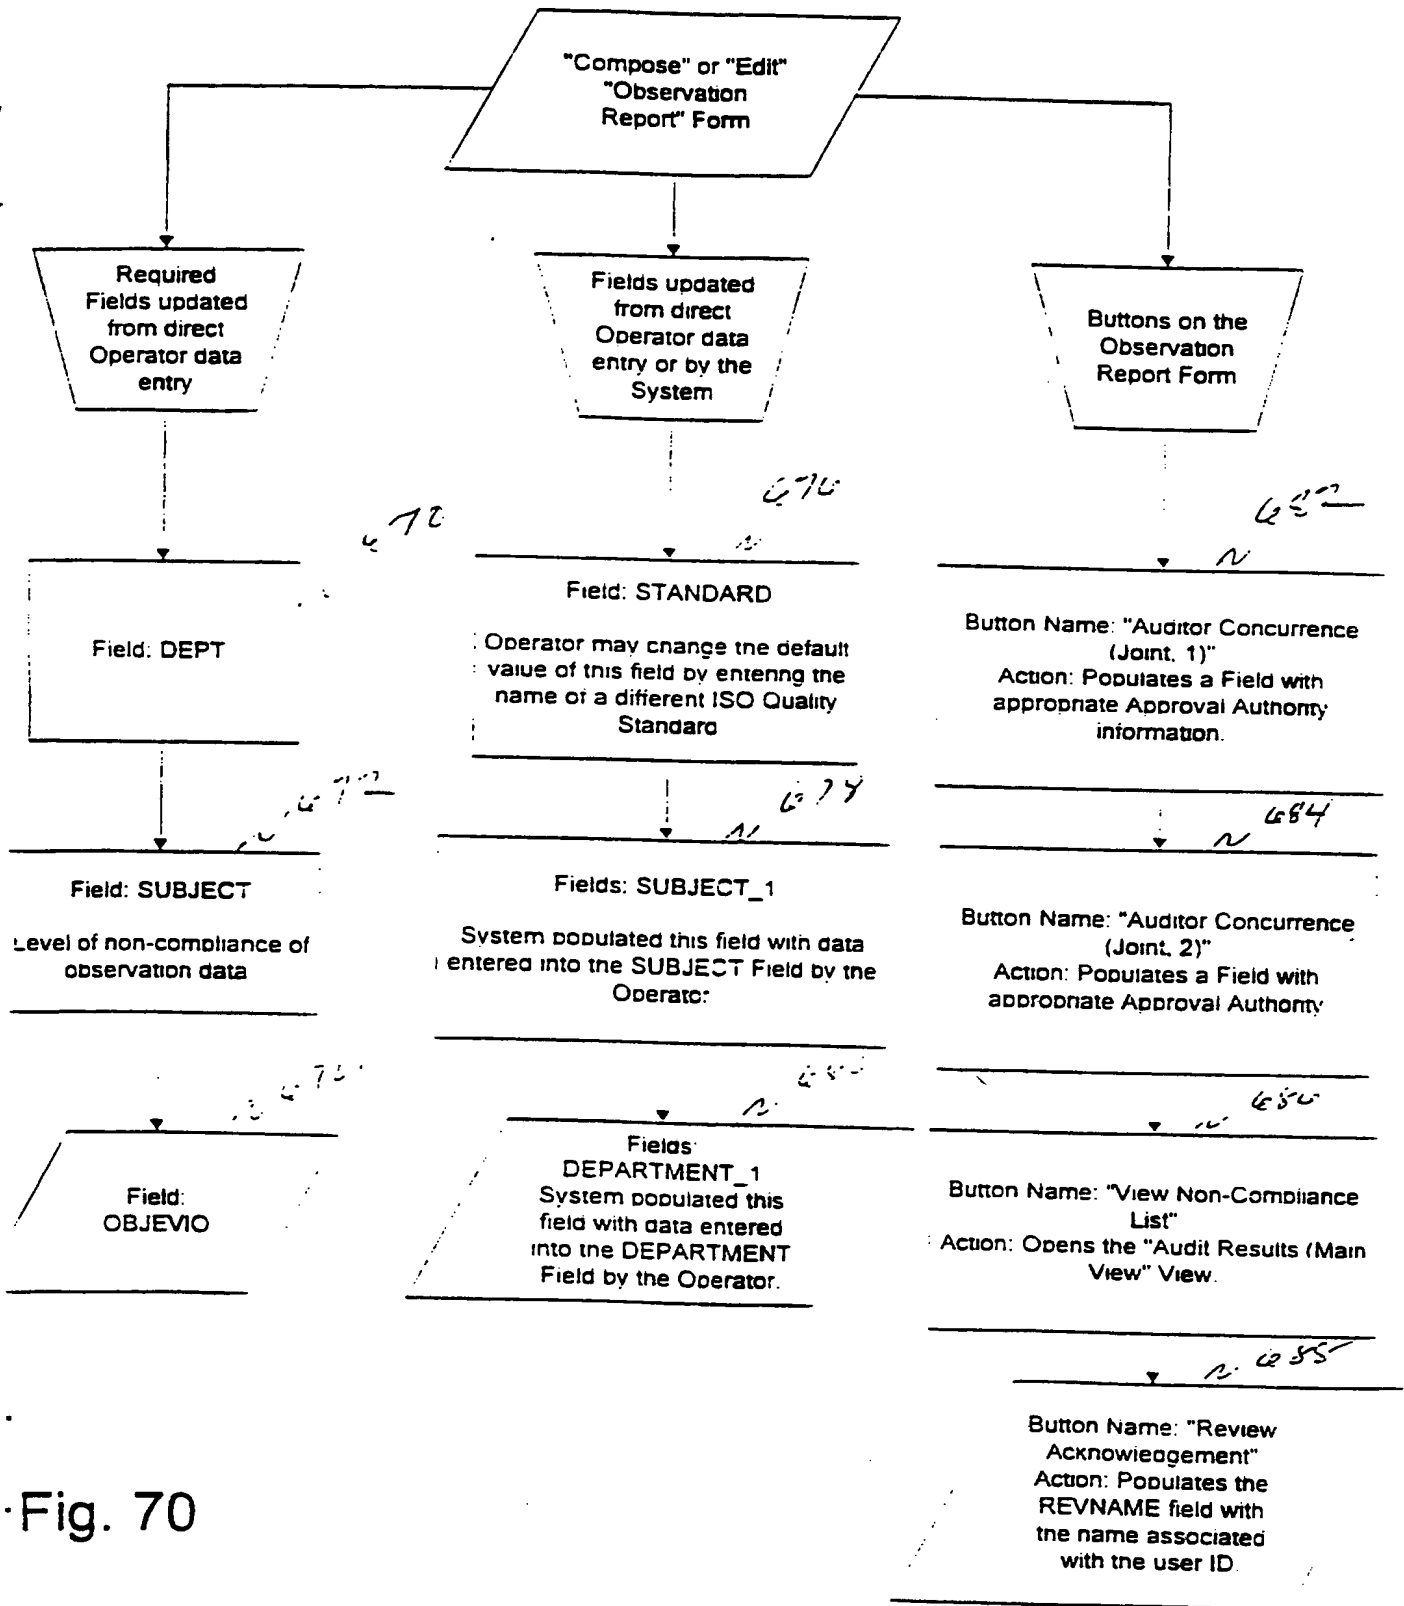 "Compose" or "Edit"
"Observation
Report" Form
Required
Fields updated
from direct
Operator data
entry
Fields updated
from direct
Operator data
entry or by the
System
Buttons on the
Observation
Report Form
670
Field: DEPT
672
Field: SUBJECT
Level of non-compliance of
observation data
Field:
OBJEVIO
676
Field: STANDARD
Operator may change the default
value of this field by entering the
name of a different ISO Quality
Standard
678
Fields: SUBJECT_1
System populated this field with data
entered into the SUBJECT Field by the
Operator
Fields
DEPARTMENT_1
System populated this
field with data entered
into the DEPARTMENT
Field by the Operator.
682
Button Name: "Auditor Concurrence
(Joint, 1)"
Action: Populates a Field with
appropriate Approval Authority
information.
684
Button Name: "Auditor Concurrence
(Joint, 2)"
Action: Populates a Field with
appropriate Approval Authority
686
Button Name: "View Non-Compliance
List"
Action: Opens the "Audit Results (Main
View" View.
Button Name: "Review
Acknowledgement"
Action: Populates the
REVNAME field with
the name associated
with the user ID.
Fig. 70